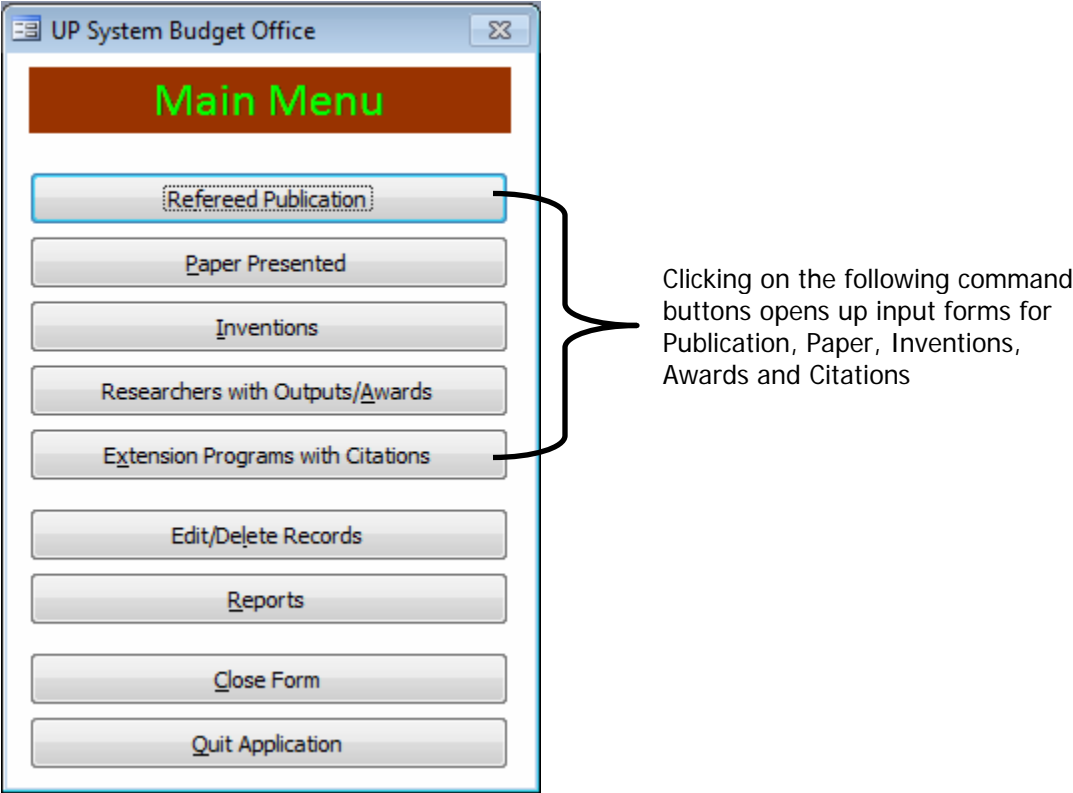 UP System Budget Office
Main Menu
Refereed Publication
Paper Presented
Inventions
Researchers with Outputs/Awards
Extension Programs with Citations
Clicking on the following command
buttons opens up input forms for
Publication, Paper, Inventions,
Awards and Citations
Edit/Delete Records
Reports
Close Form
Quit Application